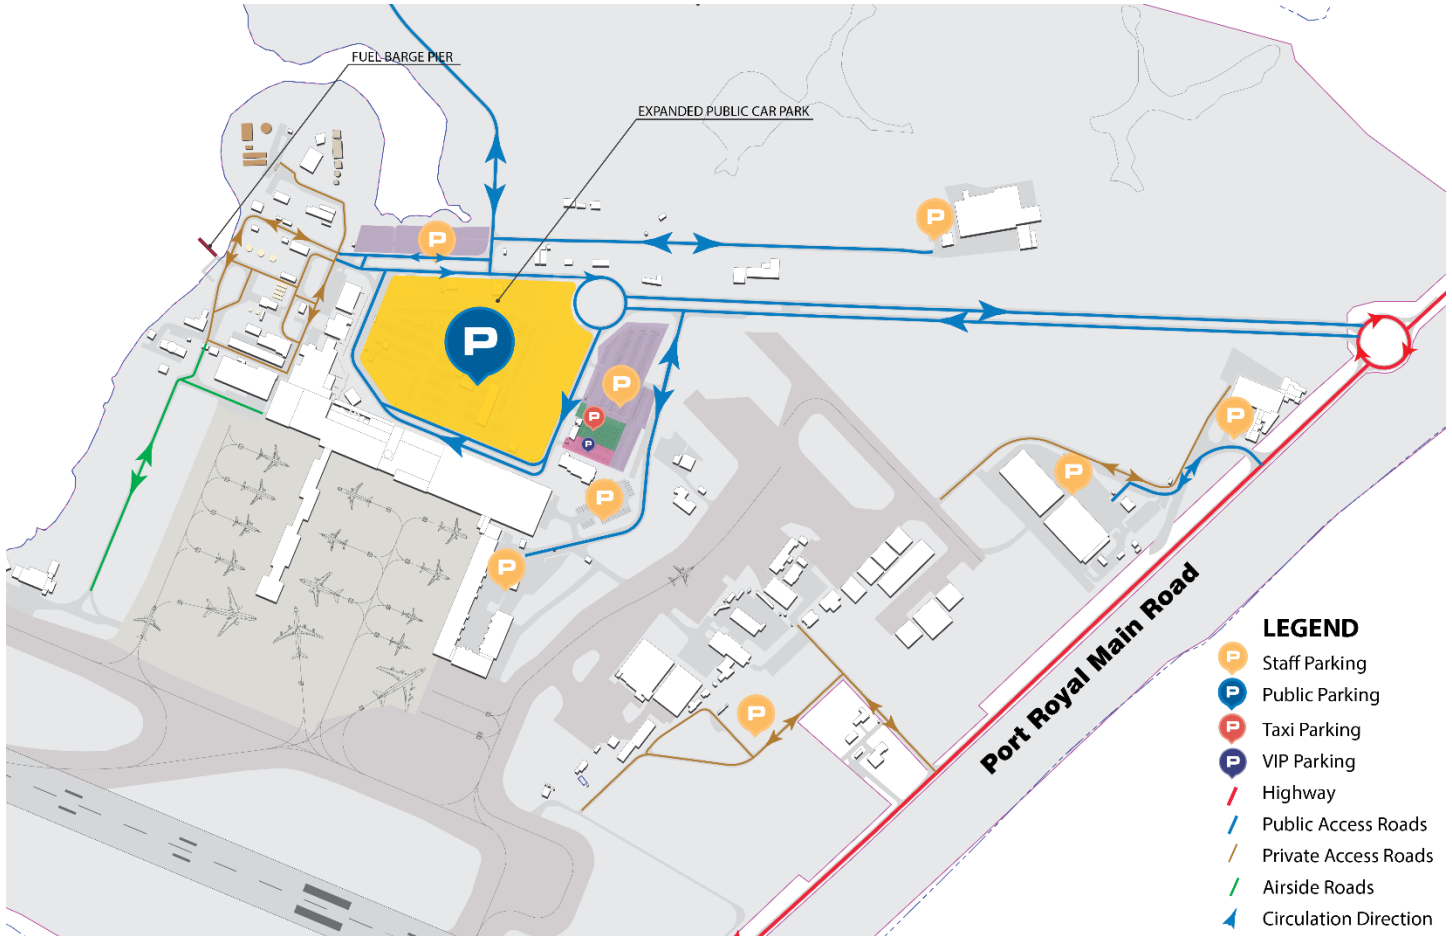 FUEL BARGE PIER
EXPANDED PUBLIC CAR PARK
P
P
P
P
P
P
P
P
P
P
P
P
Port Royal Main Road
LEGEND
P Staff Parking
P Public Parking
P Taxi Parking
P VIP Parking
Highway
Public Access Roads
Private Access Roads
Airside Roads
Circulation Direction